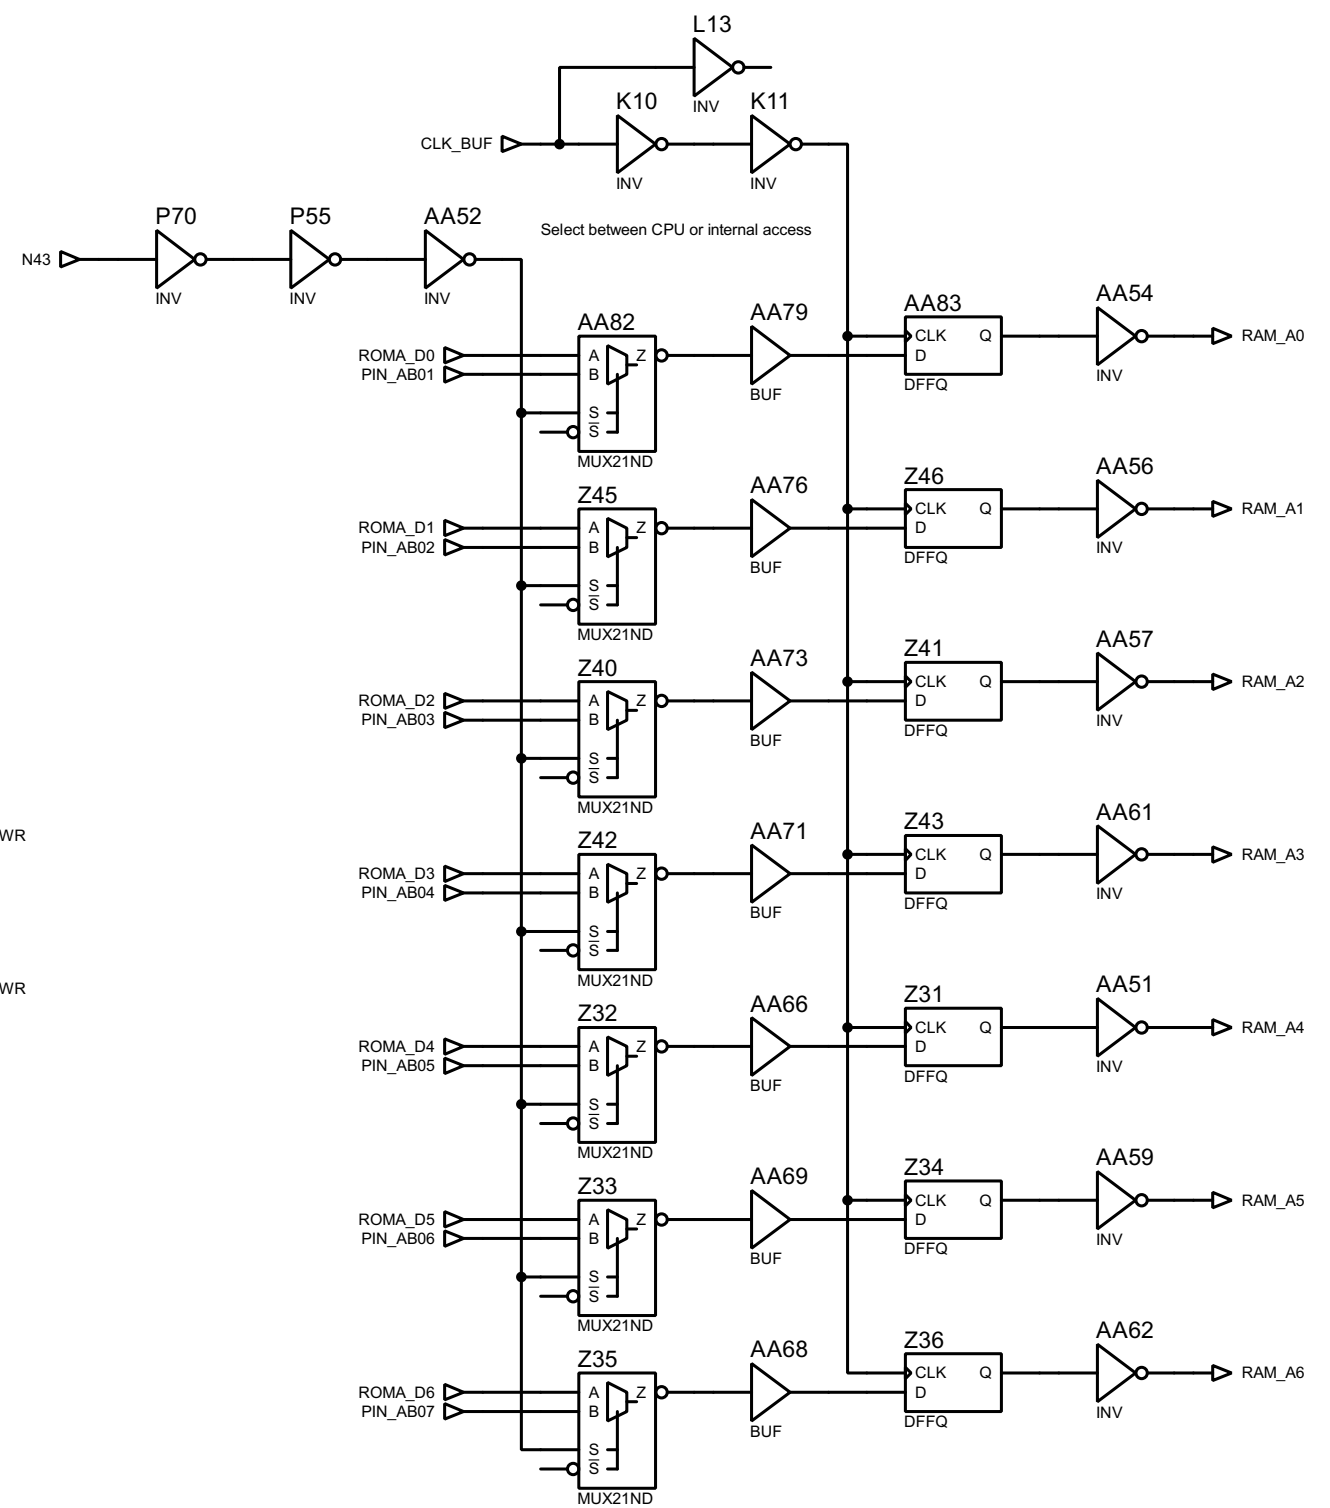 L13
INV
K10
K11
CLK_BUF
INV
INV
P70
P55
AA52
Select between CPU or internal access
N43
INV
INV
INV
AA82
AA79
AA83
AA54
ROMA_D0
PIN_AB01
A
B
Z
S
S
MUX21ND
BUF
CLK
Q
D
DFFQ
INV
RAM_A0
Z45
AA76
Z46
AA56
ROMA_D1
PIN_AB02
A
B
Z
S
S
MUX21ND
BUF
CLK
Q
D
DFFQ
INV
RAM_A1
Z40
AA73
Z41
AA57
ROMA_D2
PIN_AB03
A
B
Z
S
S
MUX21ND
BUF
CLK
Q
D
DFFQ
INV
RAM_A2
WR
Z42
AA71
Z43
AA61
ROMA_D3
PIN_AB04
A
B
Z
S
S
MUX21ND
BUF
CLK
Q
D
DFFQ
INV
RAM_A3
WR
Z32
AA66
Z31
AA51
ROMA_D4
PIN_AB05
A
B
Z
S
S
MUX21ND
BUF
CLK
Q
D
DFFQ
INV
RAM_A4
Z33
AA69
Z34
AA59
ROMA_D5
PIN_AB06
A
B
Z
S
S
MUX21ND
BUF
CLK
Q
D
DFFQ
INV
RAM_A5
Z35
AA68
Z36
AA62
ROMA_D6
PIN_AB07
A
B
Z
S
S
MUX21ND
BUF
CLK
Q
D
DFFQ
INV
RAM_A6